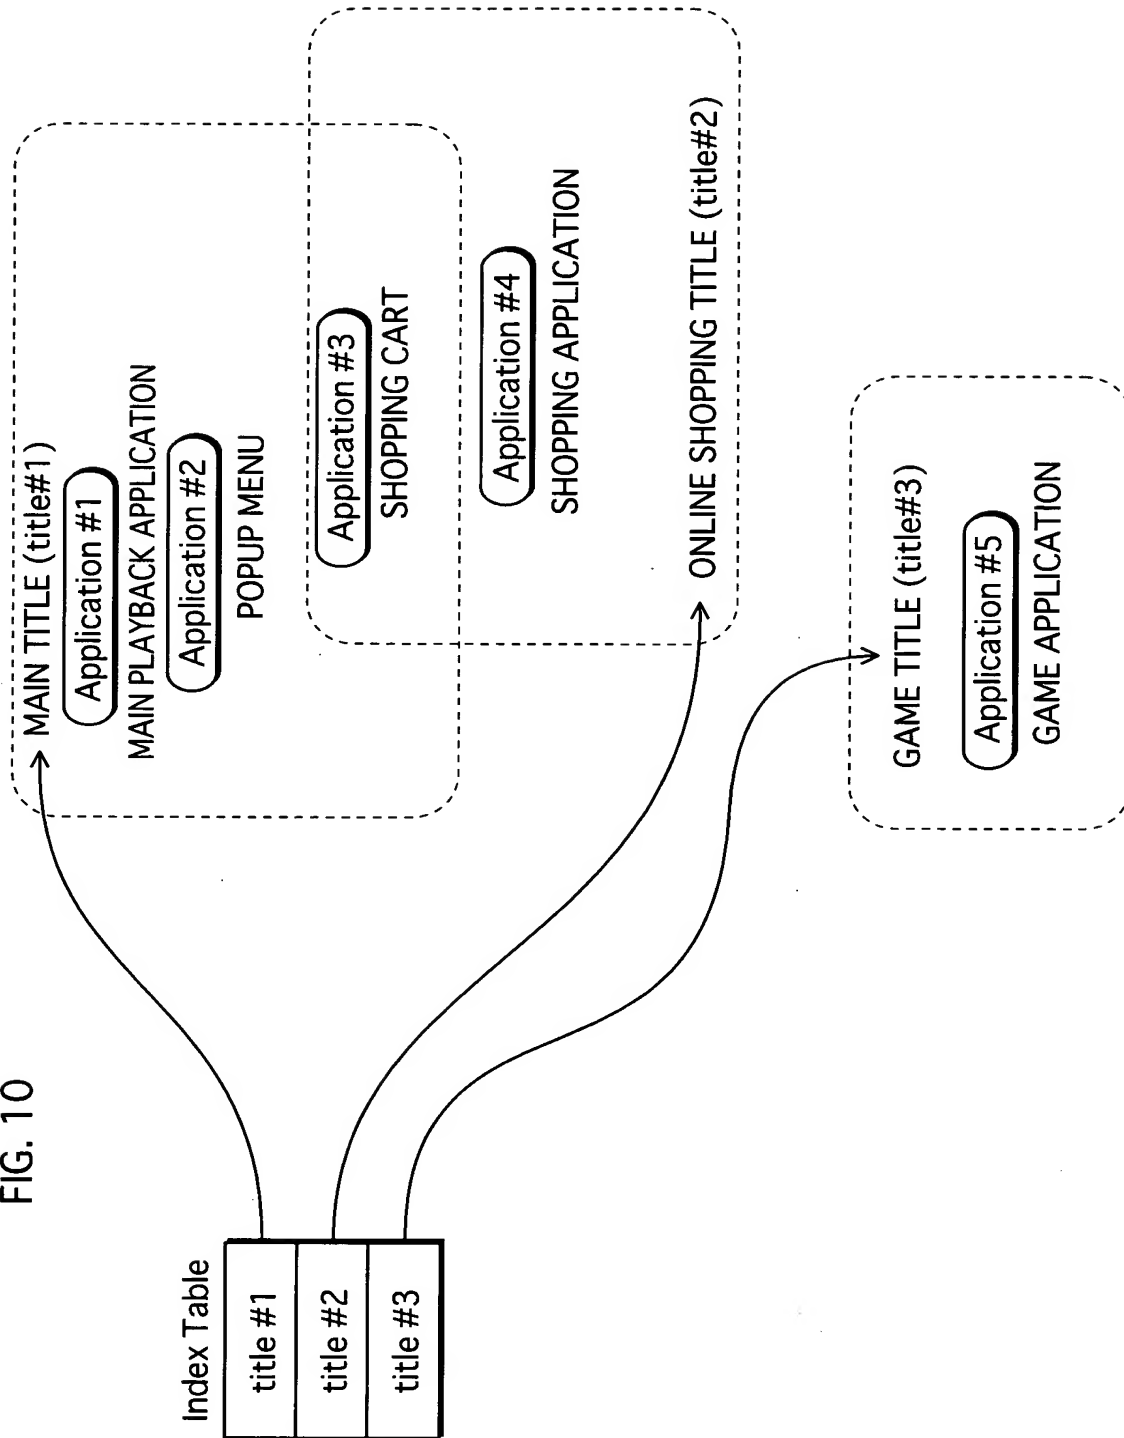 FIG. 10
Index Table
title #1
title #2
title #3
MAIN TITLE (title#1)
Application #1
MAIN PLAYBACK APPLICATION
Application #2
POPUP MENU
Application #3
SHOPPING CART
Application #4
SHOPPING APPLICATION
ONLINE SHOPPING TITLE (title#2)
GAME TITLE (title#3)
Application #5
GAME APPLICATION